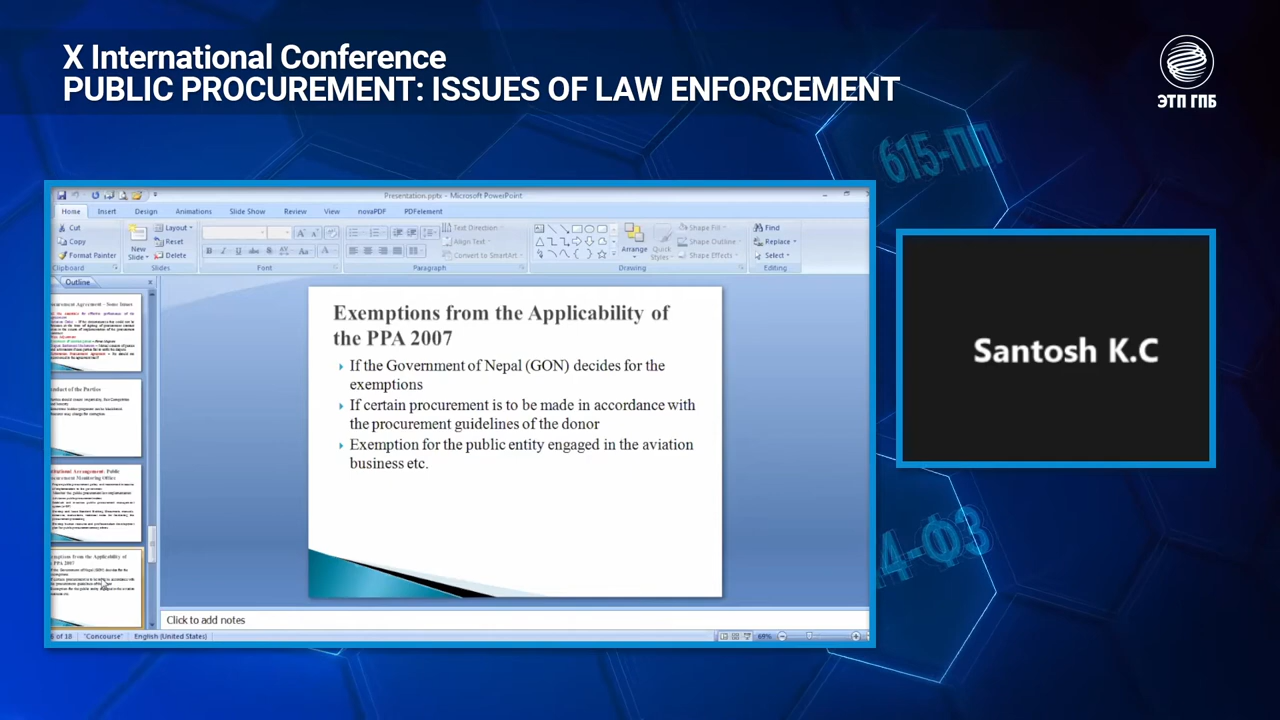 X International Conference
PUBLIC PROCUREMENT: ISSUES OF LAW ENFORCEMENT
ЭТП ГПБ
615-ПП
4-ФЗ
Presentation.pptx - Microsoft PowerPoint
Home Insert Design Animations Slide Show Review View novaPDF PDFelement
Cut
Copy
Format Painter
Clipboard
New
Slide
Layout
Reset
Delete
Slides
Font
Paragraph
Text Direction
Align Text
Convert to SmartArt
Arrange
Quick
Styles
Shape Fill
Shape Outline
Shape Effects
Drawing
Find
Replace
Select
Editing
Outline
Exemptions from the Applicability of
the PPA 2007
If the Government of Nepal (GON) decides for the
exemptions
If certain procurement is to be made in accordance with
the procurement guidelines of the donor
Exemption for the public entity engaged in the aviation
business etc.
Click to add notes
of 18 "Concourse" English (United States) 69%
Santosh K.C